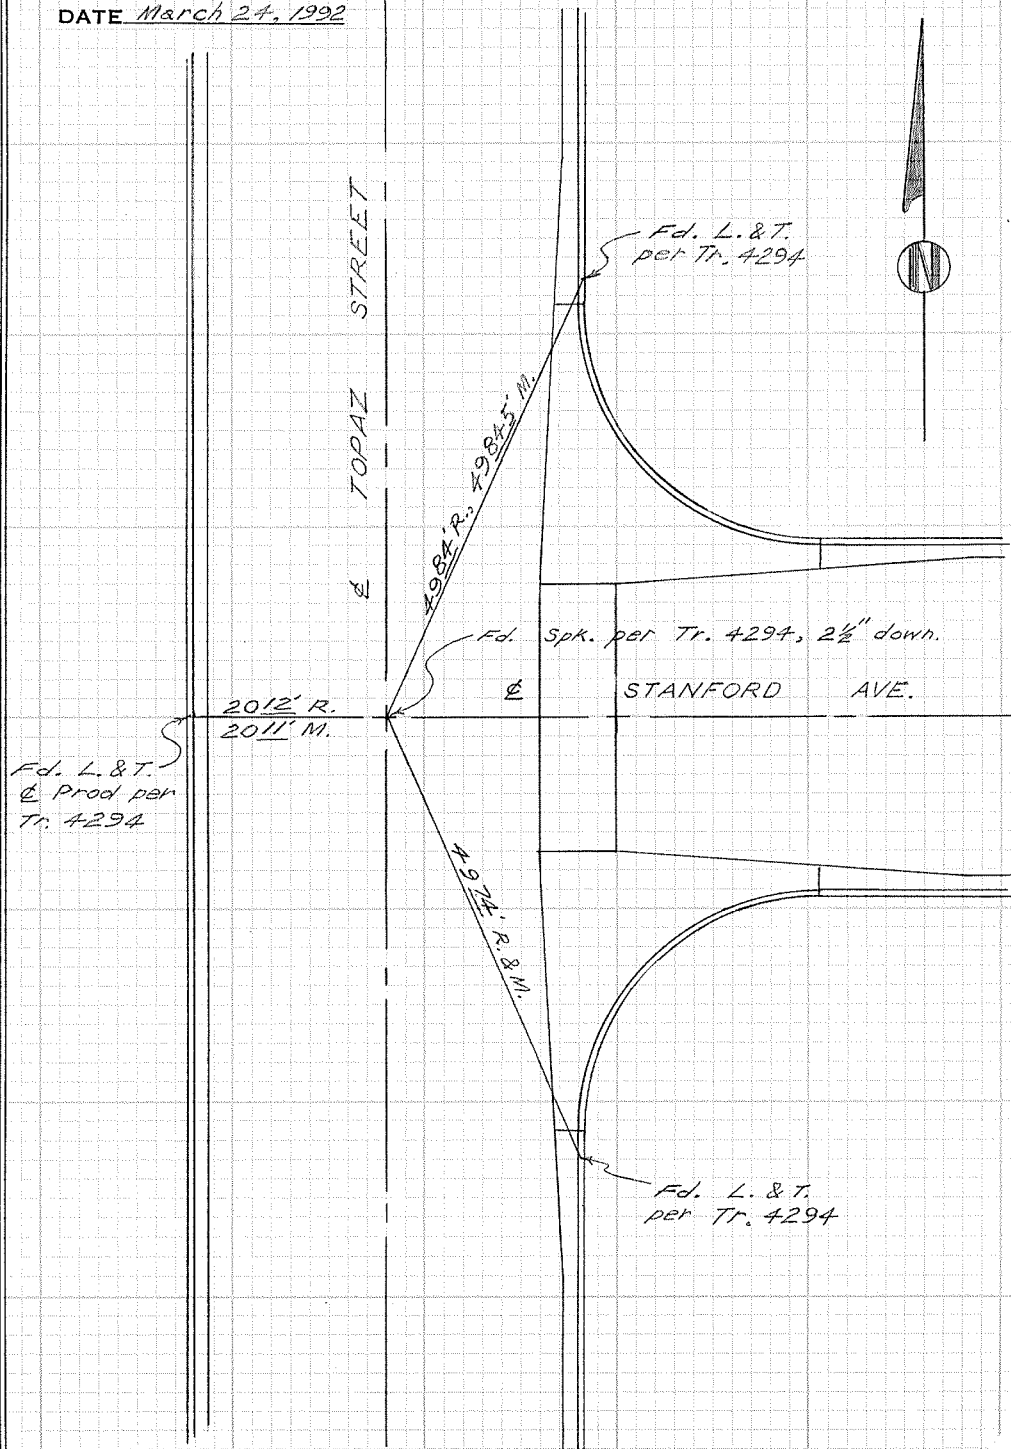 DATE March 24, 1992
Fd. L. & T.
per Tr. 4294
N
℄ TOPAZ STREET
49 84' R., 49 845' M.
Fd. Spk. per Tr. 4294, 2½" down.
℄ STANFORD AVE.
20 12' R.
20 11' M.
Fd. L. & T.
℄ Prod per
Tr. 4294
49 74' R. & M.
Fd. L. & T.
per Tr. 4294